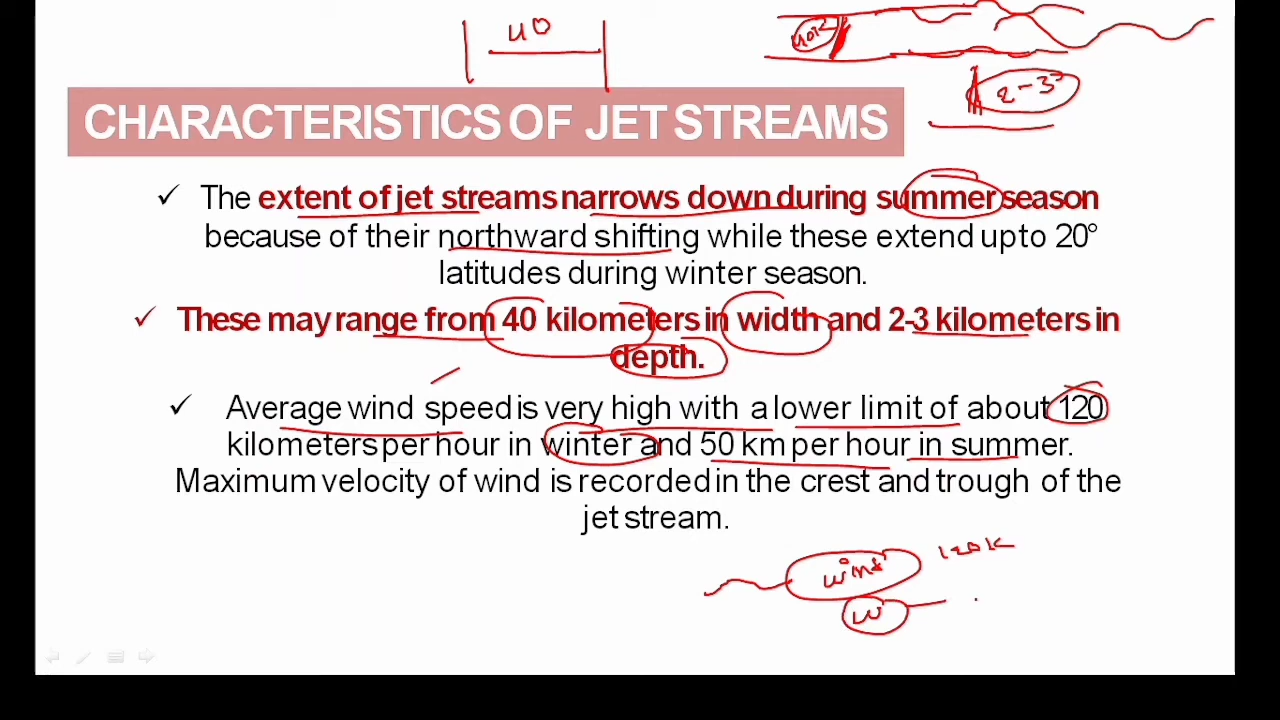 40
40K
2-3
CHARACTERISTICS OF JET STREAMS
The extent of jet streams narrows down during summer season
because of their northward shifting while these extend upto 20°
latitudes during winter season.
These may range from 40 kilometers in width and 2-3 kilometers in
depth.
Average wind speed is very high with a lower limit of about 120
kilometers per hour in winter and 50 km per hour in summer.
Maximum velocity of wind is recorded in the crest and trough of the
jet stream.
120K
wind
W